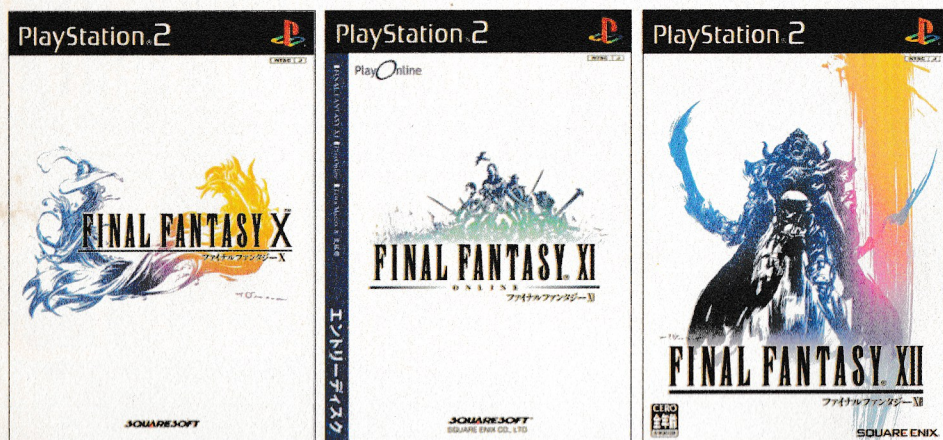 PlayStation®2
NTSC J
FINAL FANTASY X
ファイナルファンタジーX
SQUARESOFT
PlayStation®2
NTSC J
PlayOnline
FINAL FANTASY® XI
ONLINE
ファイナルファンタジーXI
エントリーディスク
SQUARESOFT™
SQUARE ENIX CO., LTD
PlayStation®2
NTSC J
FINAL FANTASY® XII
ファイナルファンタジーXII
CERO
全年齢
SQUARE ENIX